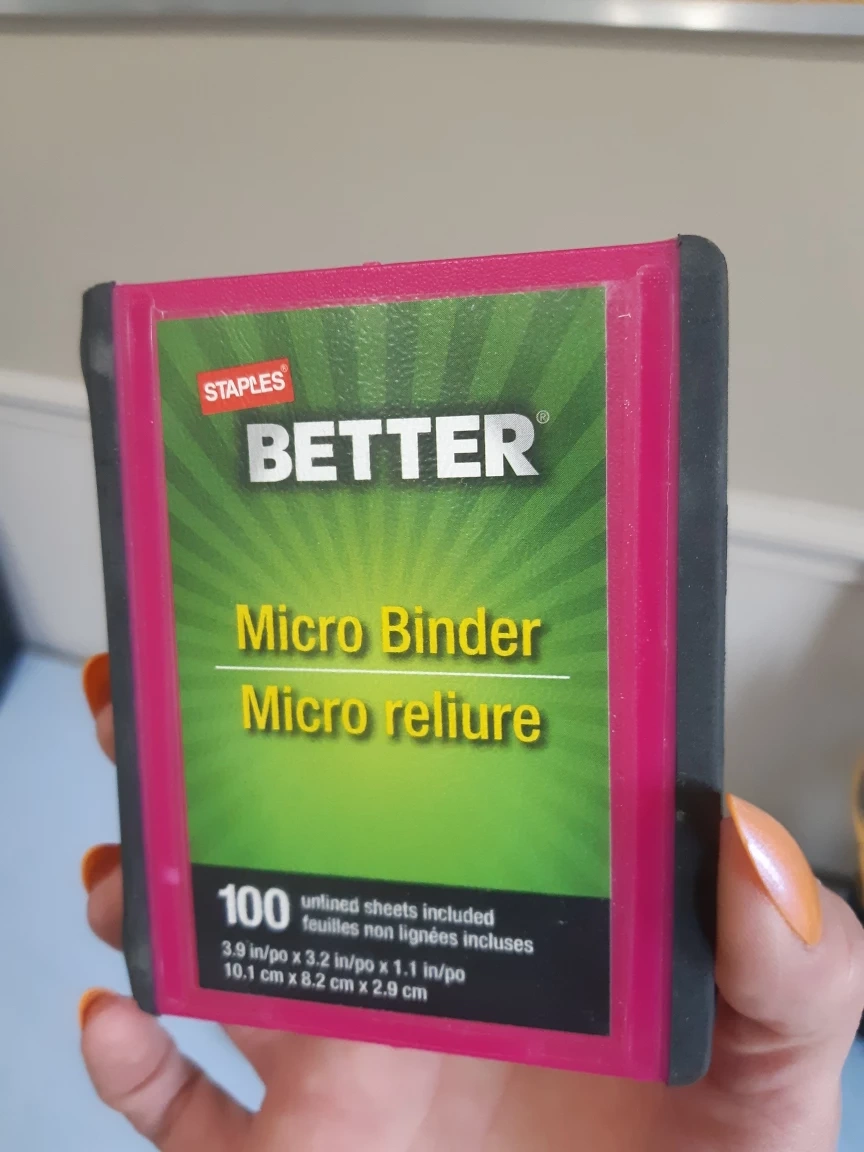 STAPLES®
BETTER®
Micro Binder
Micro reliure
100 unlined sheets included
feuilles non lignées incluses
3.9 in/po x 3.2 in/po x 1.1 in/po
10.1 cm x 8.2 cm x 2.9 cm